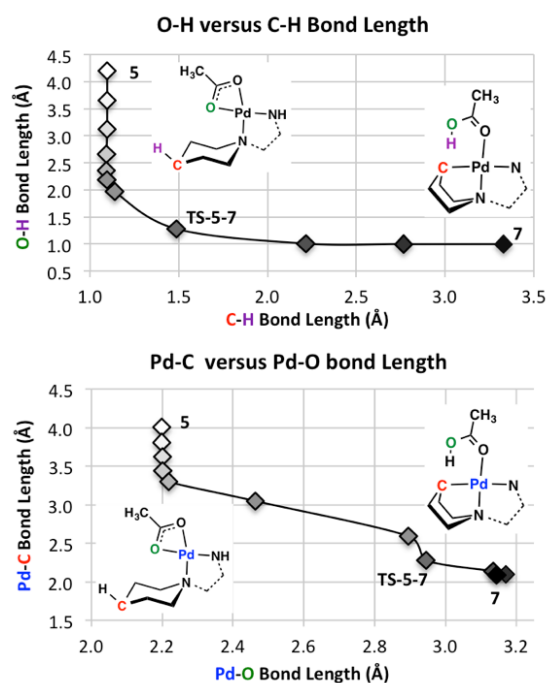 O-H versus C-H Bond Length
O-H Bond Length (Å)
4.5
4.0
3.5
3.0
2.5
2.0
1.5
1.0
0.5
5
H₃C
O
O
Pd
NH
N
H
C
TS-5-7
CH₃
O
H
O
C
Pd
N
N
7
1.0
1.5
2.0
2.5
3.0
3.5
C-H Bond Length (Å)
Pd-C versus Pd-O bond Length
Pd-C Bond Length (Å)
4.5
4.0
3.5
3.0
2.5
2.0
1.5
1.0
5
H₃C
O
O
Pd
NH
N
H
C
CH₃
O
H
O
C
Pd
N
N
TS-5-7
7
2.0
2.2
2.4
2.6
2.8
3.0
3.2
Pd-O Bond Length (Å)